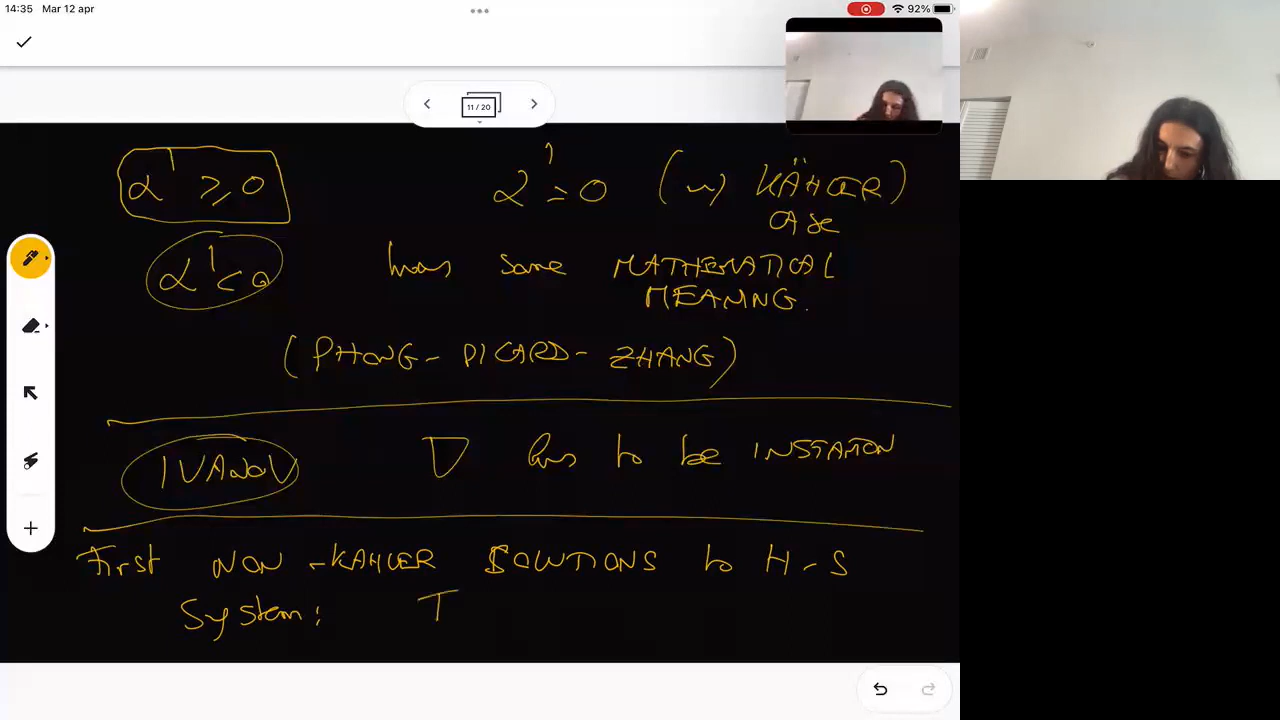 14:35 Mar 12 apr
92%
11 / 20
α' ≥ 0
α' = 0 (w/ KÄHLER)
case
α' < 0
has some MATHEMATICAL
MEANING.
(PHONG - PICARD - ZHANG)
IVANOV ∇ has to be INSTANTON
First NON-KAHLER SOLUTIONS to H-S
System: T